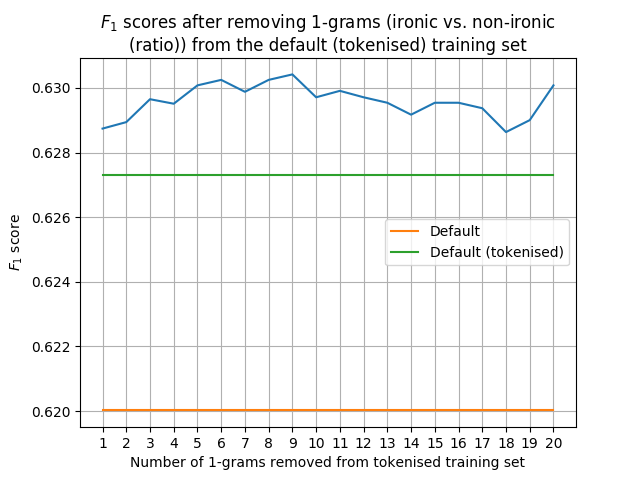 F₁ scores after removing 1-grams (ironic vs. non-ironic
(ratio)) from the default (tokenised) training set
F₁ score
0.630
0.628
0.626
0.624
0.622
0.620
Default
Default (tokenised)
1 2 3 4 5 6 7 8 9 10 11 12 13 14 15 16 17 18 19 20
Number of 1-grams removed from tokenised training set